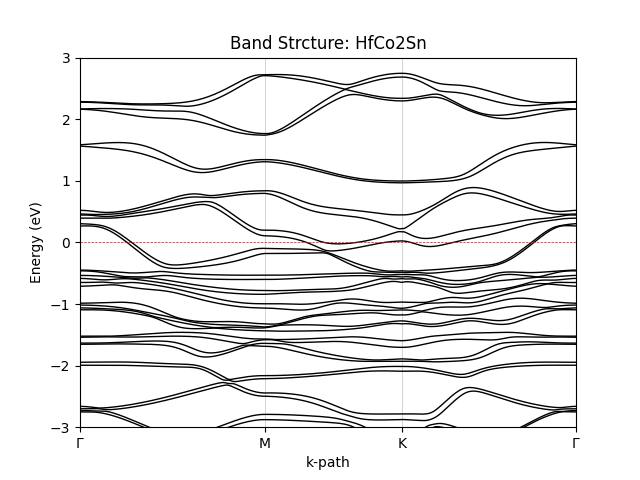 Band Strcture: HfCo2Sn
Energy (eV)
3
2
1
0
−1
−2
−3
Γ
M
K
Γ
k-path